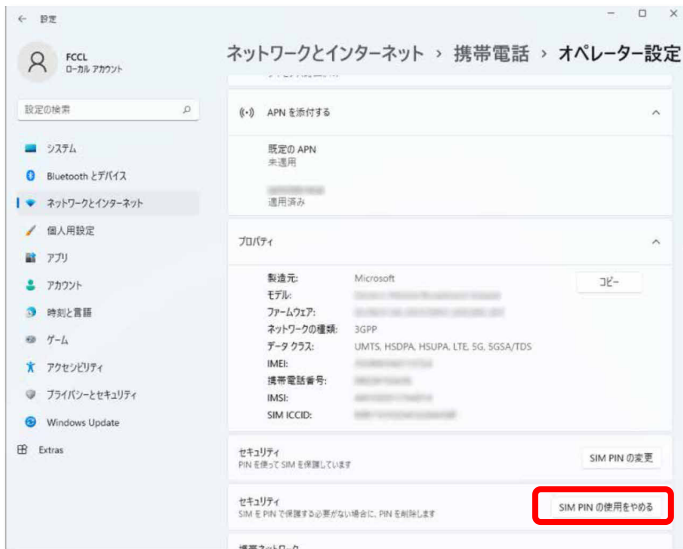 ← 設定
FCCL
ローカル アカウント
設定の検索
システム
Bluetooth とデバイス
ネットワークとインターネット
個人用設定
アプリ
アカウント
時刻と言語
ゲーム
アクセシビリティ
プライバシーとセキュリティ
Windows Update
Extras
ネットワークとインターネット › 携帯電話 › オペレーター設定
APN を添付する
既定の APN
未適用
適用済み
プロパティ
製造元: Microsoft
コピー
モデル:
ファームウェア:
ネットワークの種類: 3GPP
データ クラス: UMTS, HSDPA, HSUPA, LTE, 5G, 5GSA/TDS
IMEI:
携帯電話番号:
IMSI:
SIM ICCID:
セキュリティ
PIN を使って SIM を保護しています
SIM PIN の変更
セキュリティ
SIM を PIN で保護する必要がない場合に、PIN を削除します
SIM PIN の使用をやめる